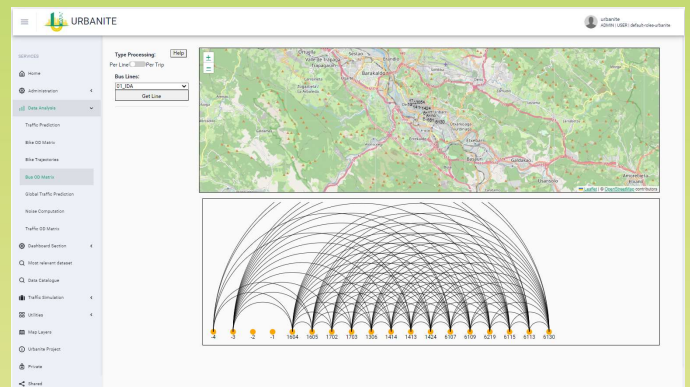 URBANITE
urbanite
ADMIN | USER | default-roles-urbanite
SERVICES
Home
Administration
Data Analysis
Traffic Prediction
Bike OD Matrix
Bike Trajectories
Bus OD Matrix
Global Traffic Prediction
Noise Computation
Traffic OD Matrix
Dashboard Section
Most relevant dataset
Data Catalogue
Traffic Simulation
Utilities
Map Layers
Urbanite Project
Private
Shared
Type Processing:
Help
Per Line
Per Trip
Bus Lines:
01_IDA
Get Line
+
−
Barakaldo
Basauri
Galdakao
Leaflet | © OpenStreetMap contributors
-4 -3 -2 -1 1604 1605 1702 1703 1306 1414 1413 1424 6107 6109 6219 6115 6113 6130